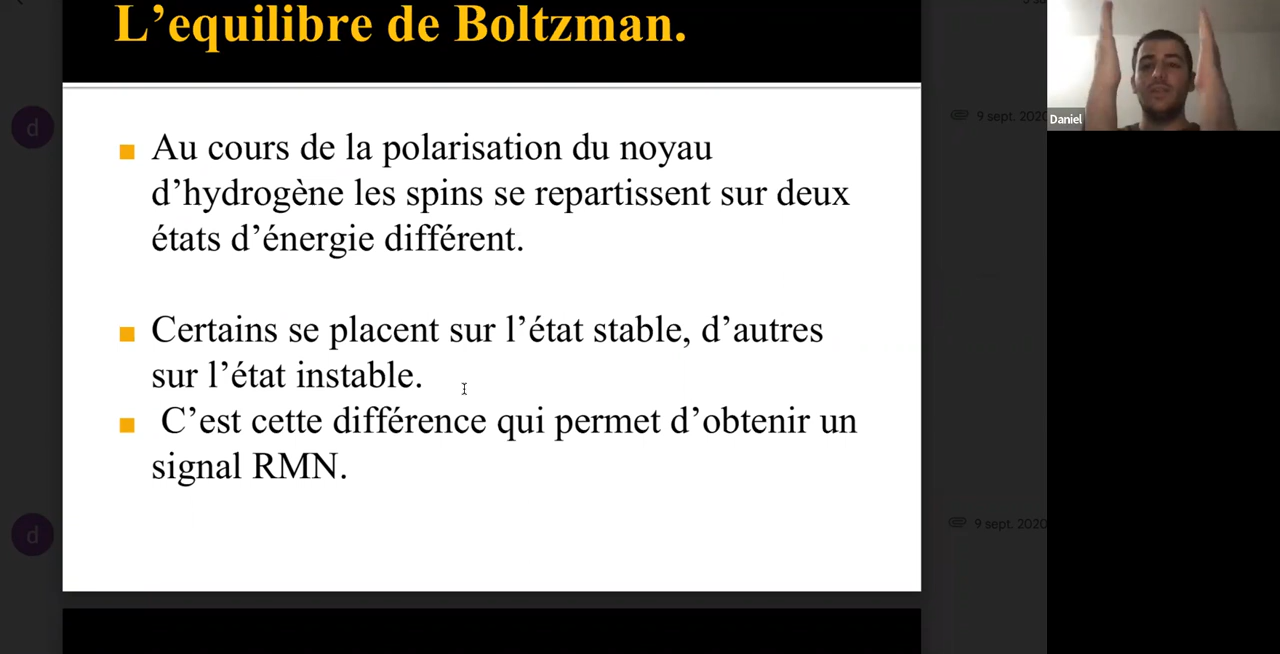 L’equilibre de Boltzman.
d
9 sept. 2020
Daniel
■ Au cours de la polarisation du noyau
d’hydrogène les spins se repartissent sur deux
états d’énergie différent.
■ Certains se placent sur l’état stable, d’autres
sur l’état instable.
■ C’est cette différence qui permet d’obtenir un
signal RMN.
d
9 sept. 2020